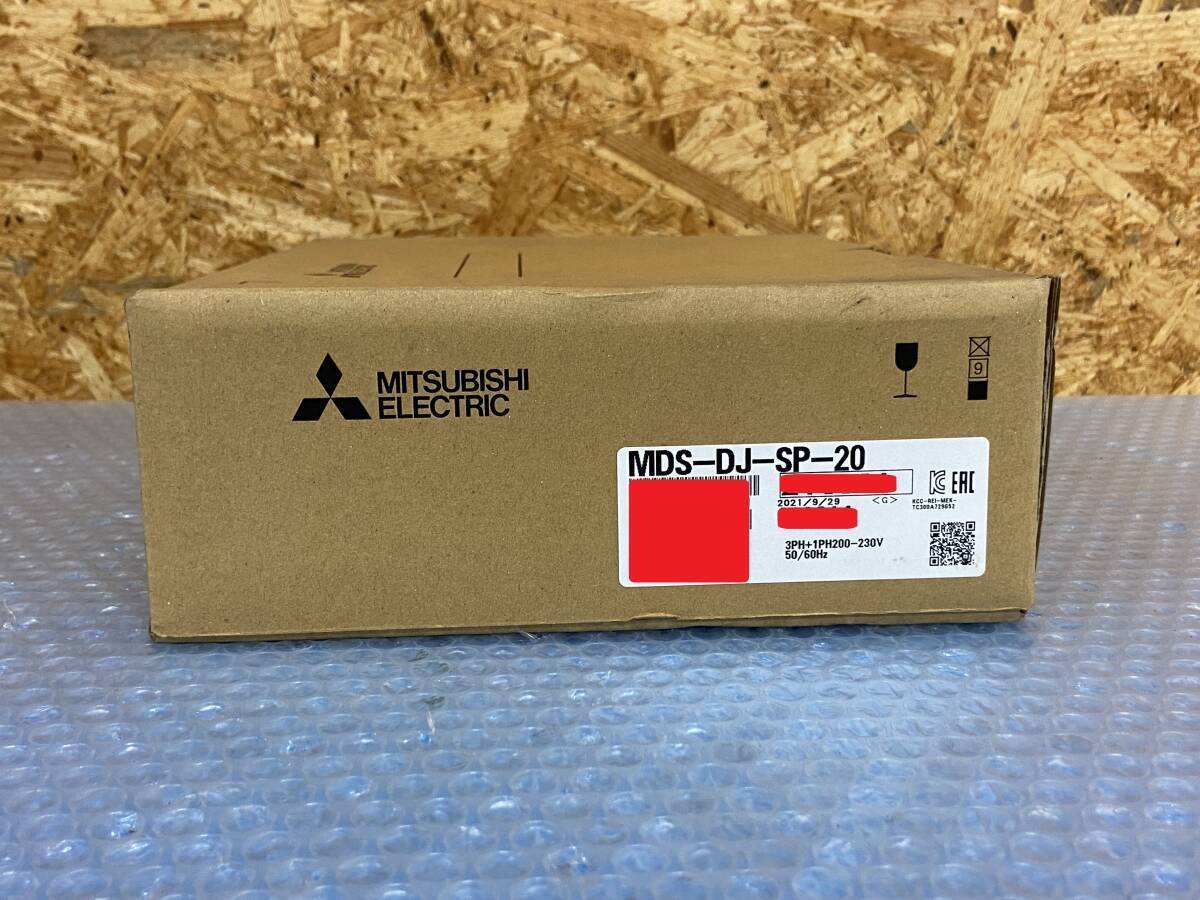 MITSUBISHI
ELECTRIC
9
MDS-DJ-SP-20
2021/9/29 <G>
KCC-REI-MEK-
TC300A729G52
EAC
3PH+1PH200-230V
50/60Hz